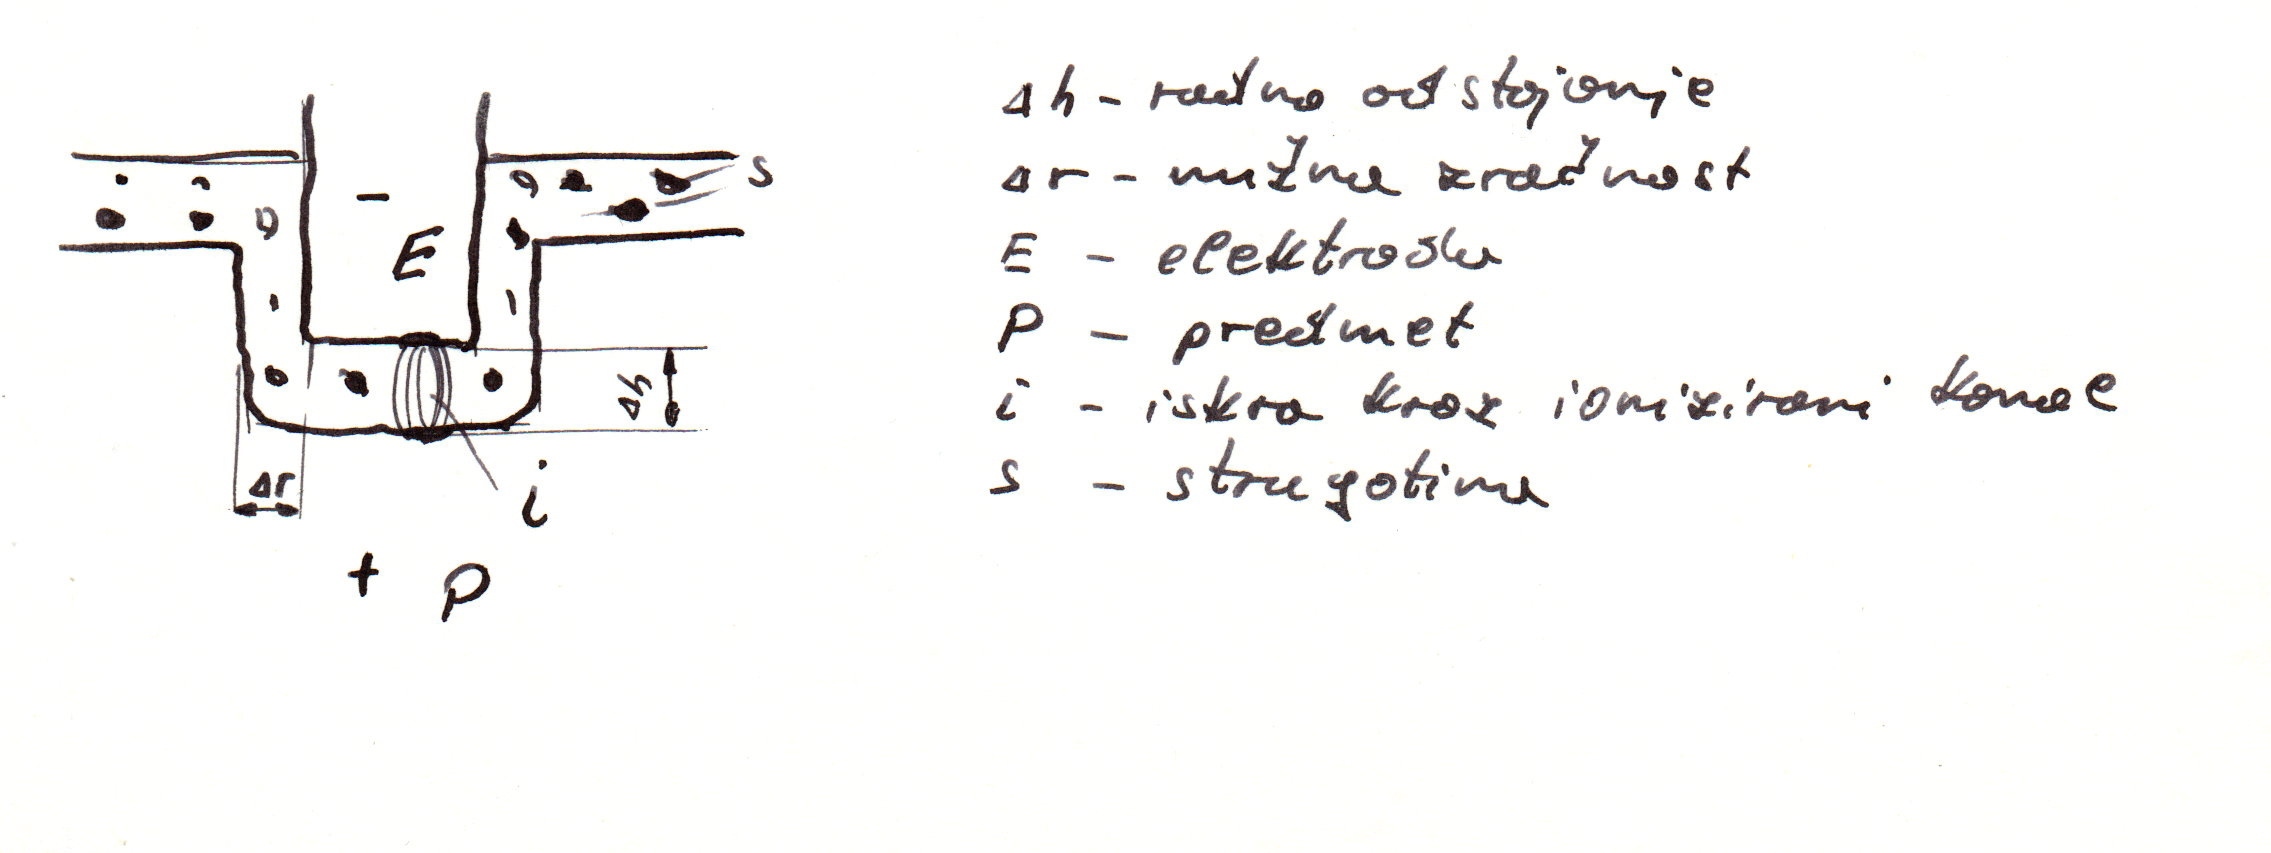 s
-
E
Δh
Δr
i
+ P
Δh - radno odstojanje
Δr - nužna zračnost
E - elektroda
P - predmet
i - iskra kroz ionizirani kanal
s - strugotina